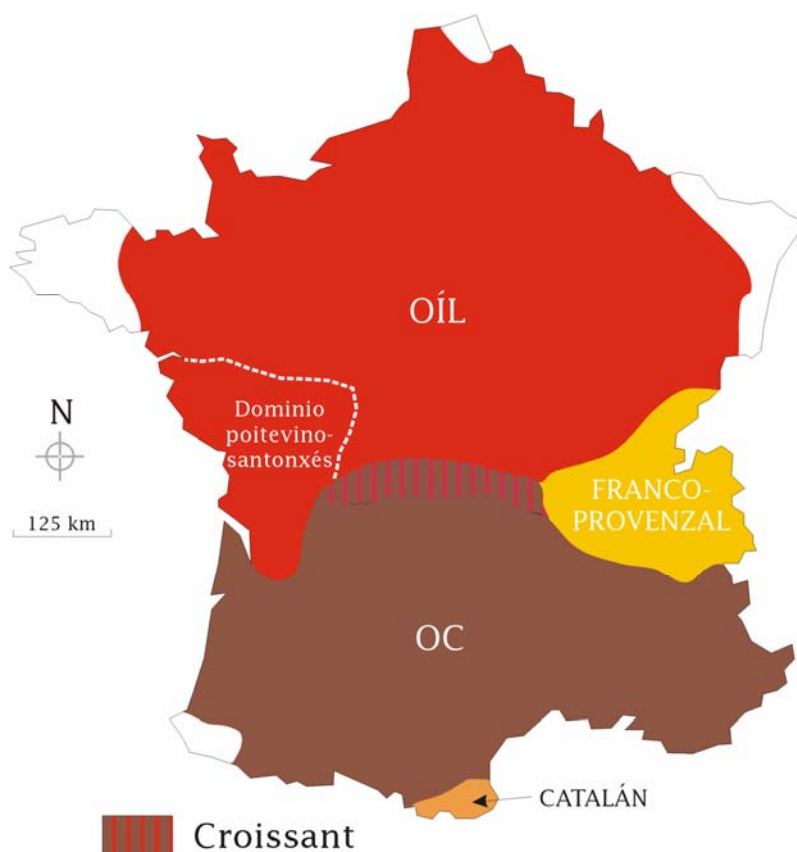 OÍL
Dominio
poitevino-
santonxés
N
125 km
FRANCO-
PROVENZAL
OC
CATALÁN
Croissant